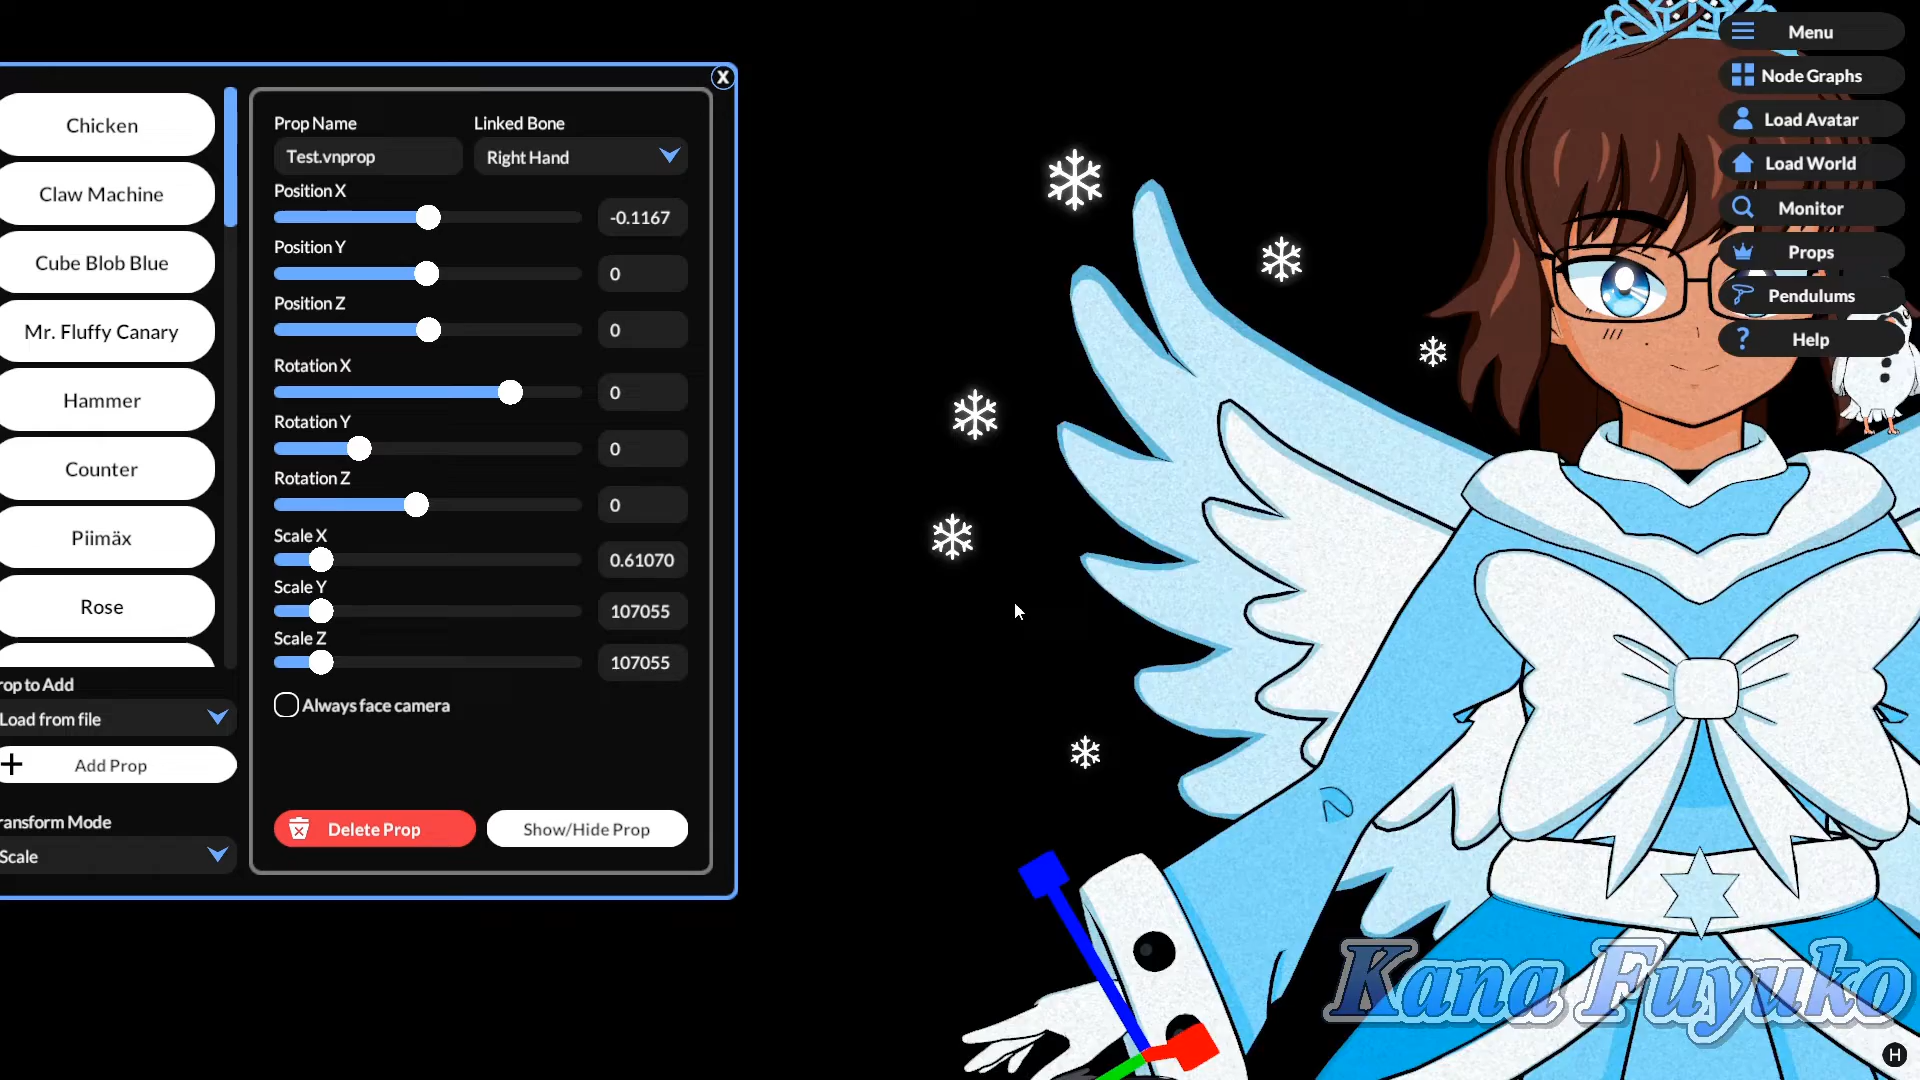 X
Chicken
Claw Machine
Cube Blob Blue
Mr. Fluffy Canary
Hammer
Counter
Piimäx
Rose
rop to Add
Load from file
Add Prop
ransform Mode
Scale
Prop Name
Linked Bone
Test.vnprop
Right Hand
Position X
-0.1167
Position Y
0
Position Z
0
Rotation X
0
Rotation Y
0
Rotation Z
0
Scale X
0.61070
Scale Y
107055
Scale Z
107055
Always face camera
Delete Prop
Show/Hide Prop
Menu
Node Graphs
Load Avatar
Load World
Monitor
Props
Pendulums
? Help
Kana Fuyuko
H